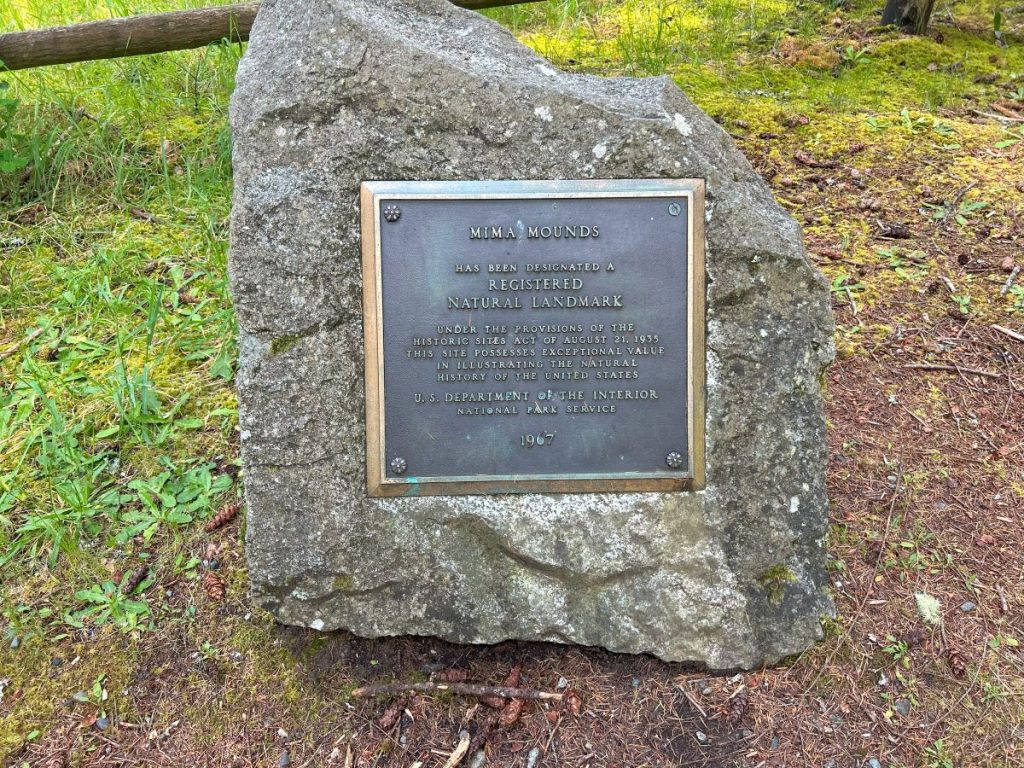 MIMA MOUNDS
HAS BEEN DESIGNATED A
REGISTERED
NATURAL LANDMARK
UNDER THE PROVISIONS OF THE
HISTORIC SITES ACT OF AUGUST 21, 1935
THIS SITE POSSESSES EXCEPTIONAL VALUE
IN ILLUSTRATING THE NATURAL
HISTORY OF THE UNITED STATES
U. S. DEPARTMENT OF THE INTERIOR
NATIONAL PARK SERVICE
1967